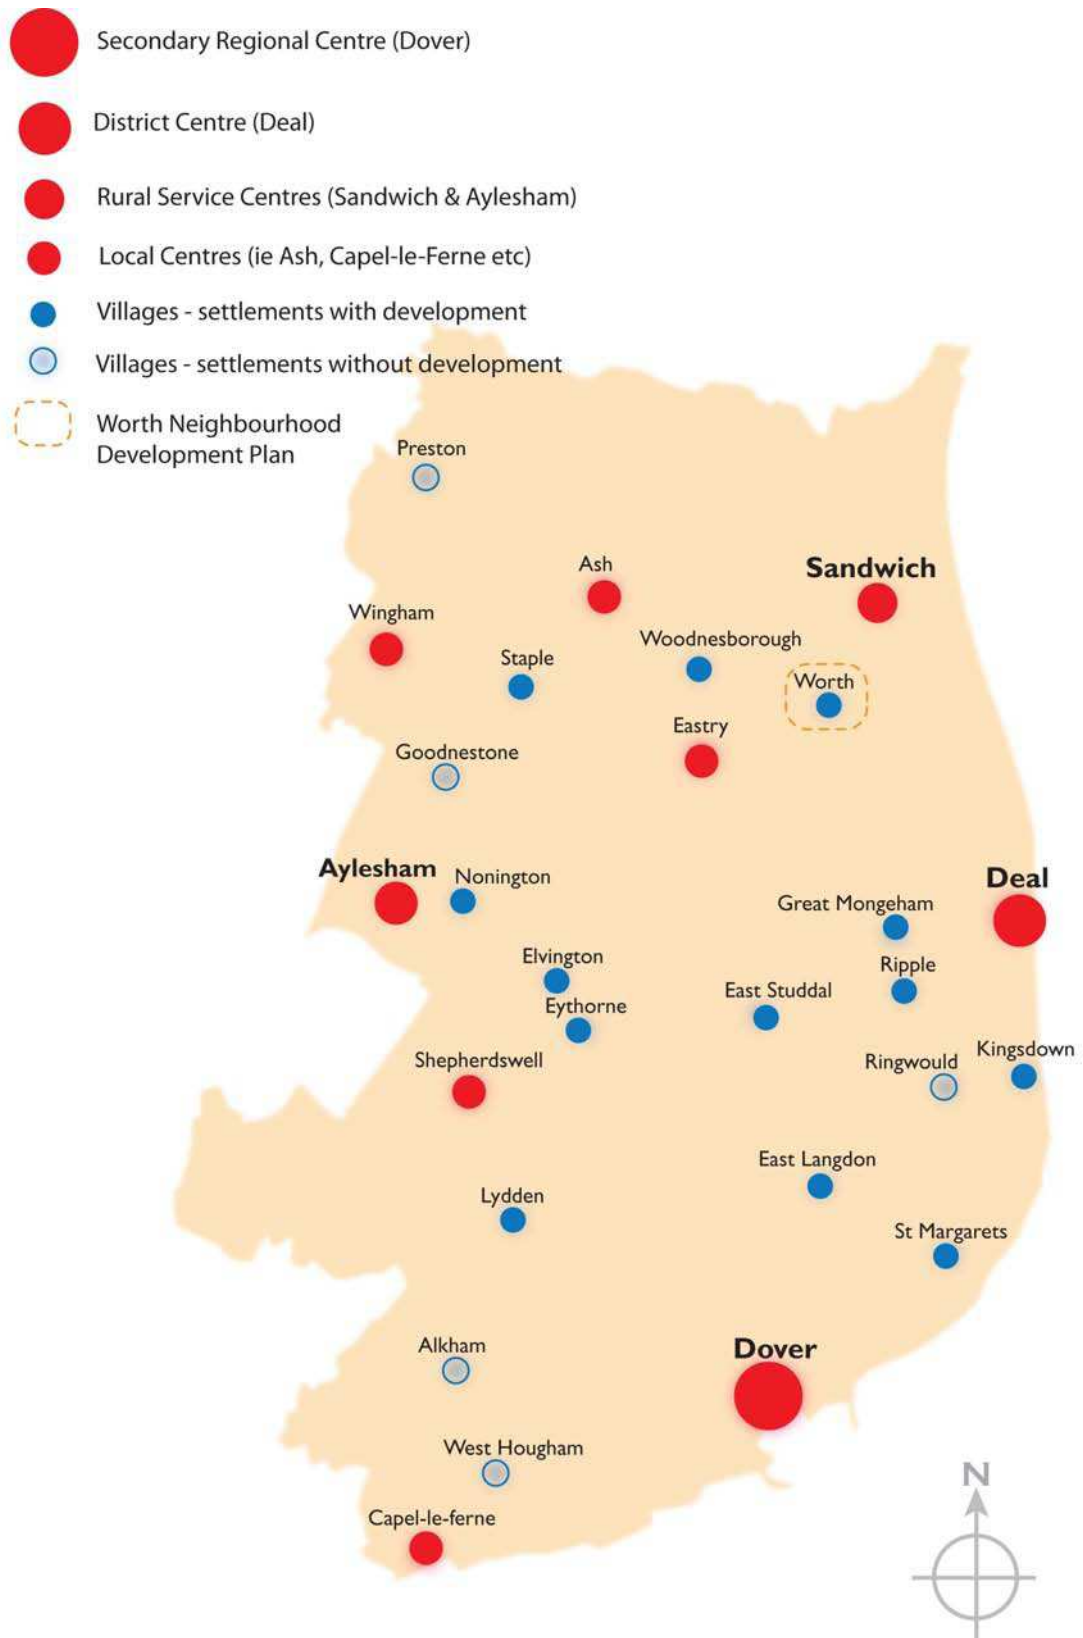 Secondary Regional Centre (Dover)
District Centre (Deal)
Rural Service Centres (Sandwich & Aylesham)
Local Centres (ie Ash, Capel-le-Ferne etc)
Villages - settlements with development
Villages - settlements without development
Worth Neighbourhood
Development Plan
Preston
Ash
Sandwich
Wingham
Woodnesborough
Staple
Worth
Eastry
Goodnestone
Aylesham
Nonington
Deal
Great Mongeham
Elvington
Ripple
East Studdal
Eythorne
Kingsdown
Shepherdswell
Ringwould
East Langdon
Lydden
St Margarets
Alkham
Dover
West Hougham
N
Capel-le-ferne